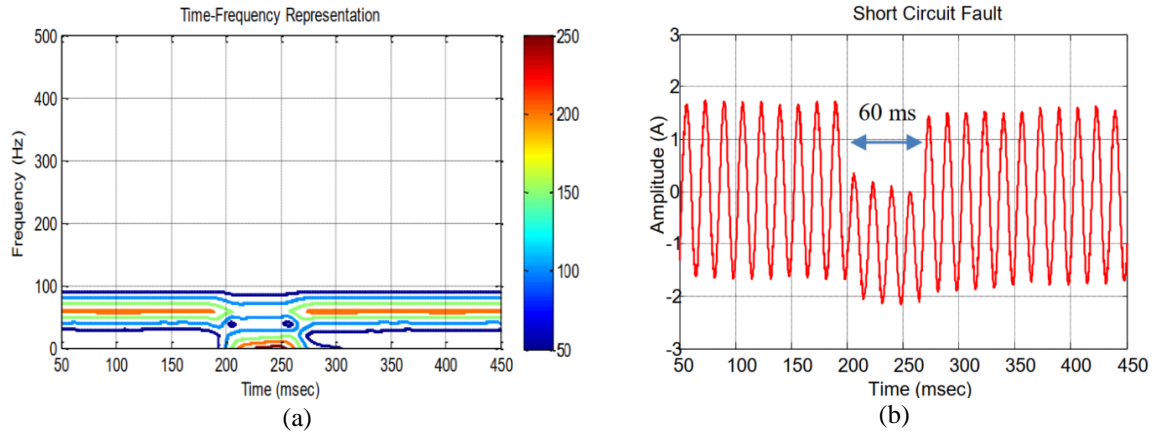 Time-Frequency Representation
500
400
300
200
100
0
Frequency (Hz)
50 100 150 200 250 300 350 400 450
Time (msec)
250
200
150
100
50
(a)
Short Circuit Fault
3
2
1
0
-1
-2
-3
Amplitude (A)
60 ms
50 100 150 200 250 300 350 400 450
Time (msec)
(b)